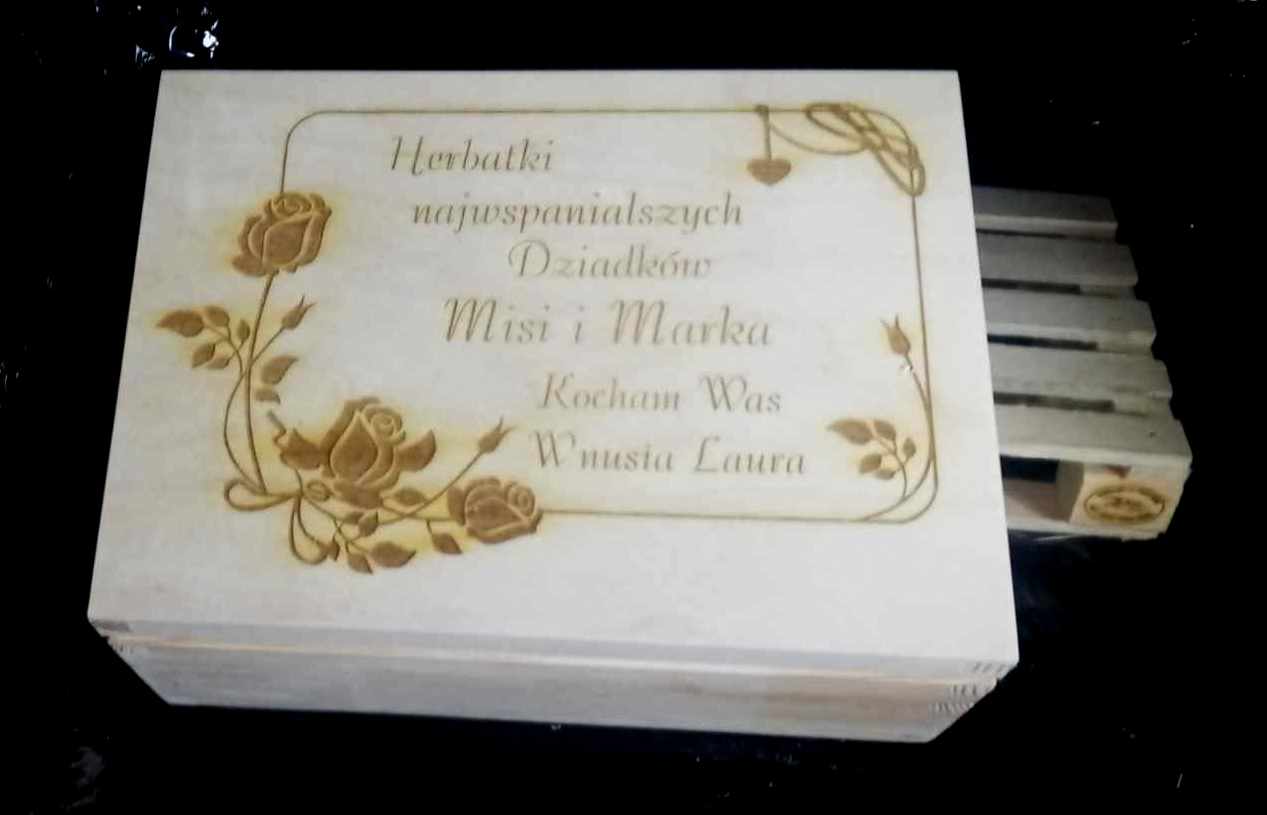 Herbatki
najwspanialszych
Dziadków
Misi i Marka
Kocham Was
Wnusia Laura